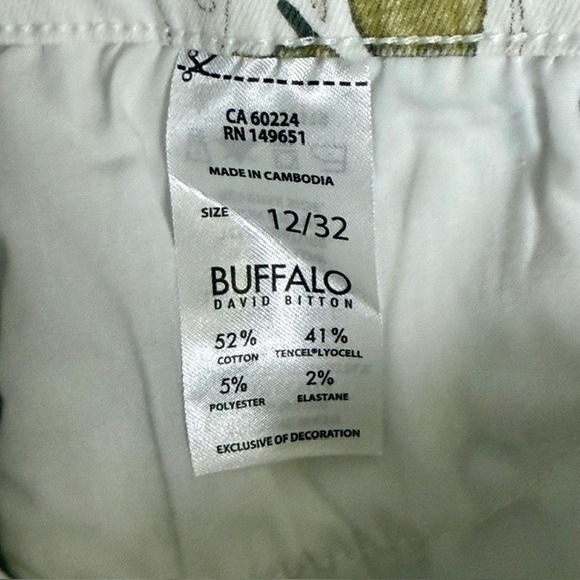 CA 60224
RN 149651
MADE IN CAMBODIA
SIZE 12/32
BUFFALO
DAVID BITTON
52% 41%
COTTON TENCEL®LYOCELL
5% 2%
POLYESTER ELASTANE
EXCLUSIVE OF DECORATION